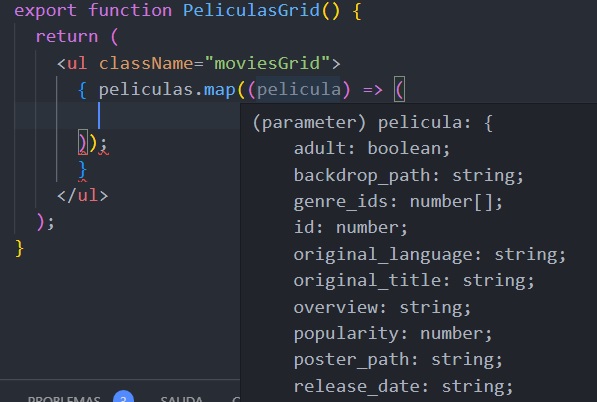 export function PeliculasGrid() {
return (
<ul className="moviesGrid">
{ peliculas.map((pelicula) => (
));
}
</ul>
);
}
(parameter) pelicula: {
adult: boolean;
backdrop_path: string;
genre_ids: number[];
id: number;
original_language: string;
original_title: string;
overview: string;
popularity: number;
poster_path: string;
release_date: string;
PROBLEMAS 3 SALIDA